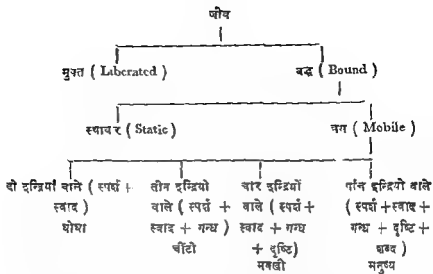 जीव
मुक्त ( Liberated ) बद्ध ( Bound )
स्थावर ( Static ) चग ( Mobile )
दो इन्द्रियों वाले ( स्पर्श + तीन इन्द्रियो चार इन्द्रियों पाँच इन्द्रियो वाले
स्वाद ) वाले ( स्पर्श + वाले ( स्पर्श + ( स्पर्श + स्वाद +
घोघा स्वाद + गन्ध ) स्वाद + गन्ध गन्ध + दृष्टि +
चींटी + दृष्टि ) शब्द )
मक्खी मनुष्य